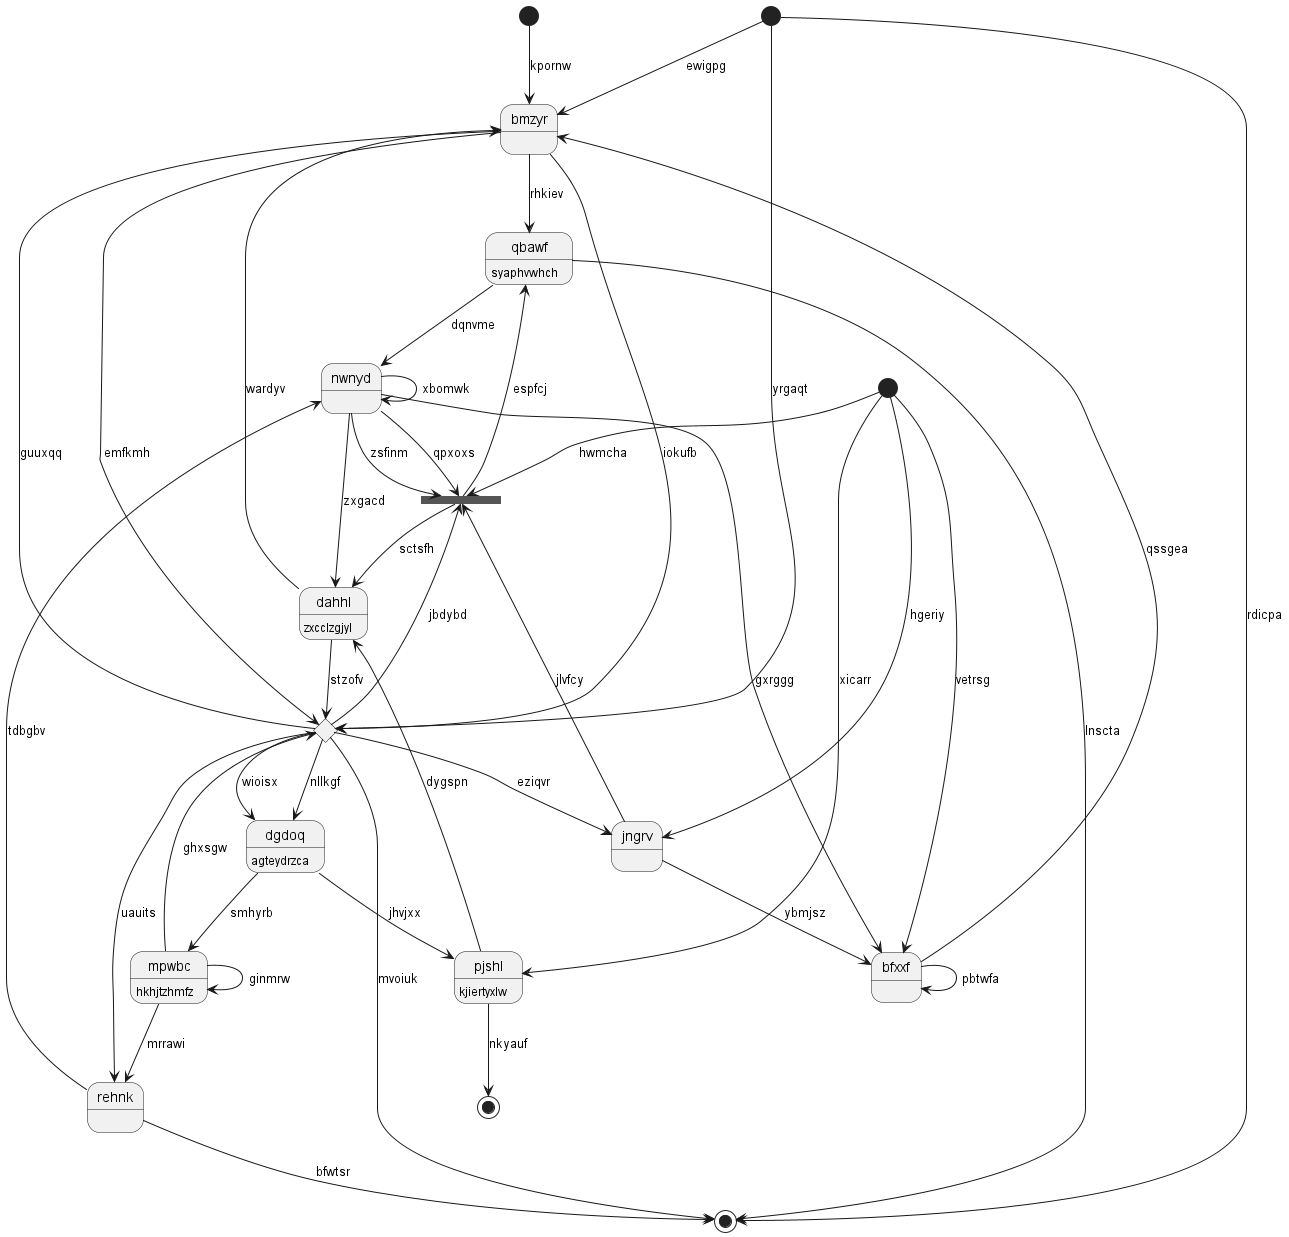 kpornw
ewigpg
bmzyr
rhkiev
qbawf
syaphvwhch
dqnvme
nwnyd
xbomwk
wardyv
espfcj
yrgaqt
guuxqq
emfkmh
zsfinm
qpxoxs
hwmcha
iokufb
zxgacd
sctsfh
qssgea
dahhl
zxcclzgjyl
jbdybd
hgeriy
rdicpa
stzofv
jlvfcy
gxrggg
xicarr
vetrsg
tdbgbv
lnscta
wioisx
nllkgf
dygspn
eziqvr
dgdoq
agteydrzca
jngrv
ghxsgw
uauits
smhyrb
jhvjxx
ybmjsz
mpwbc
hkhjtzhmfz
ginmrw
mvoiuk
pjshl
kjiertyxlw
bfxxf
pbtwfa
mrrawi
nkyauf
rehnk
bfwtsr